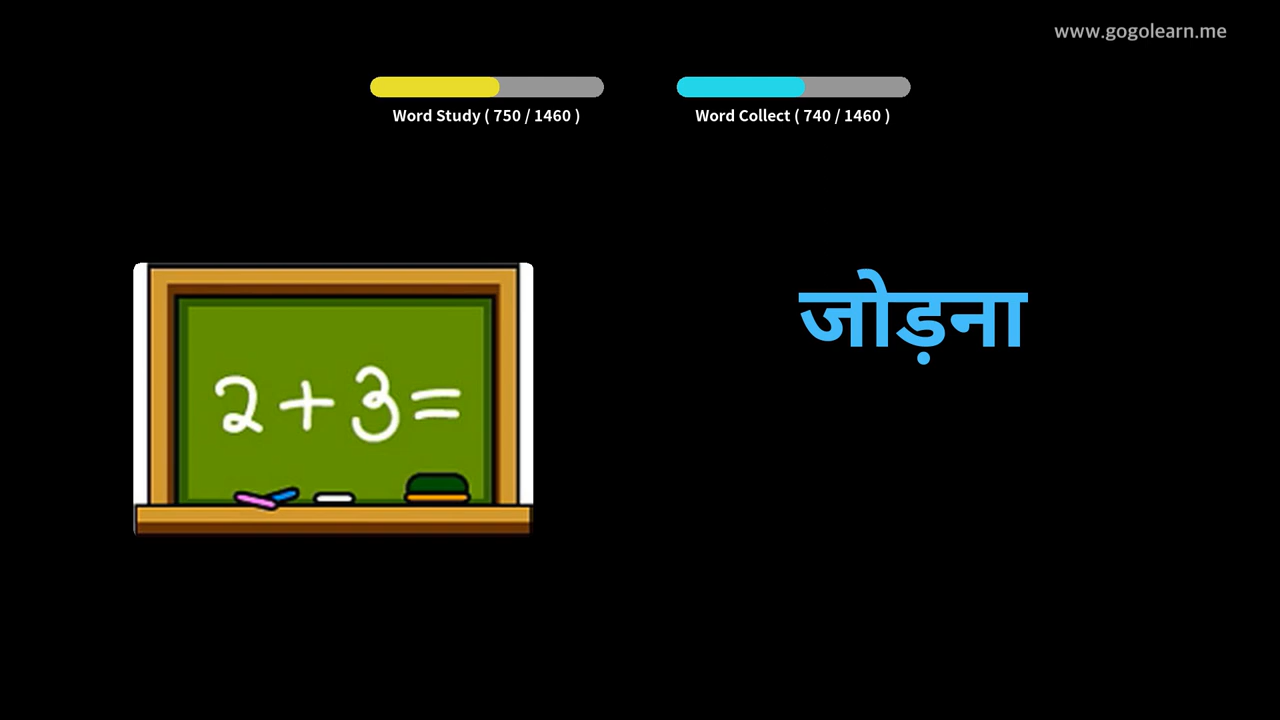 www.gogolearn.me
Word Study ( 750 / 1460 )
Word Collect ( 740 / 1460 )
जोड़ना
2 + 3 =